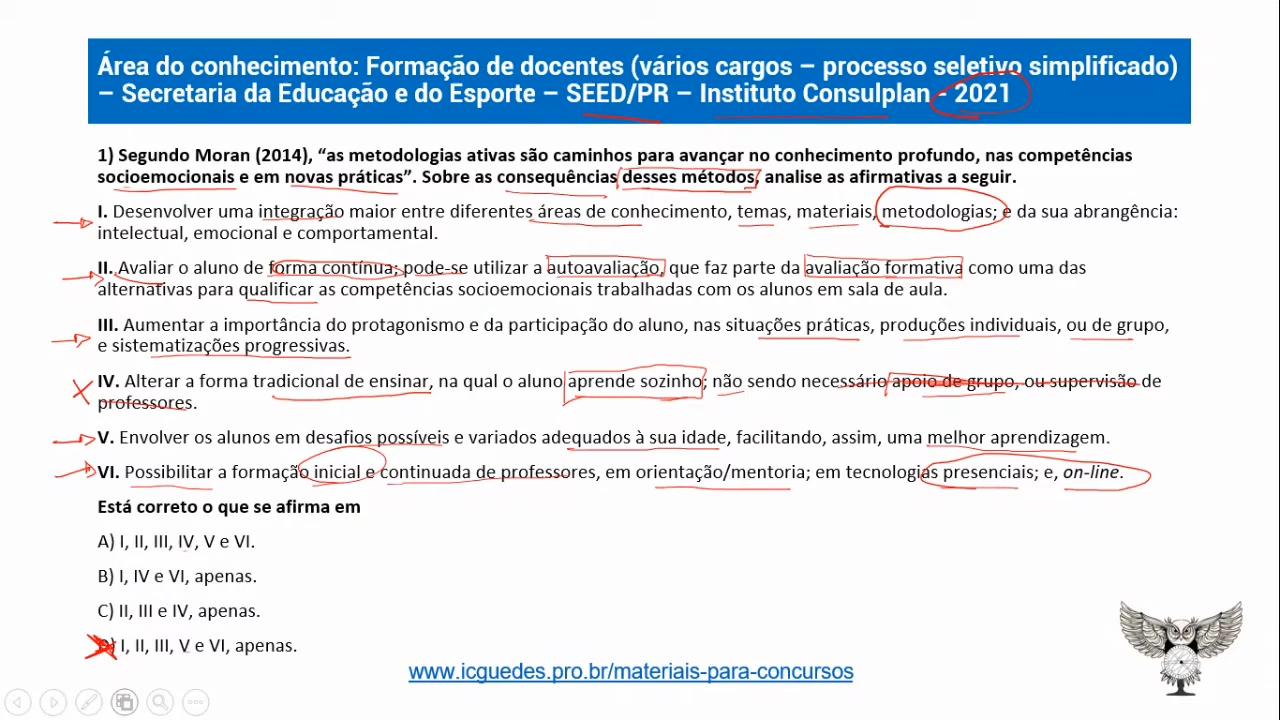 Área do conhecimento: Formação de docentes (vários cargos – processo seletivo simplificado)
– Secretaria da Educação e do Esporte – SEED/PR – Instituto Consulplan - 2021
1) Segundo Moran (2014), “as metodologias ativas são caminhos para avançar no conhecimento profundo, nas competências
socioemocionais e em novas práticas”. Sobre as consequências desses métodos, analise as afirmativas a seguir.
I. Desenvolver uma integração maior entre diferentes áreas de conhecimento, temas, materiais, metodologias; e da sua abrangência:
intelectual, emocional e comportamental.
II. Avaliar o aluno de forma contínua; pode-se utilizar a autoavaliação, que faz parte da avaliação formativa como uma das
alternativas para qualificar as competências socioemocionais trabalhadas com os alunos em sala de aula.
III. Aumentar a importância do protagonismo e da participação do aluno, nas situações práticas, produções individuais, ou de grupo,
e sistematizações progressivas.
IV. Alterar a forma tradicional de ensinar, na qual o aluno aprende sozinho; não sendo necessário apoio de grupo, ou supervisão de
professores.
V. Envolver os alunos em desafios possíveis e variados adequados à sua idade, facilitando, assim, uma melhor aprendizagem.
VI. Possibilitar a formação inicial e continuada de professores, em orientação/mentoria; em tecnologias presenciais; e, on-line.
Está correto o que se afirma em
A) I, II, III, IV, V e VI.
B) I, IV e VI, apenas.
C) II, III e IV, apenas.
D) I, II, III, V e VI, apenas.
www.icguedes.pro.br/materiais-para-concursos